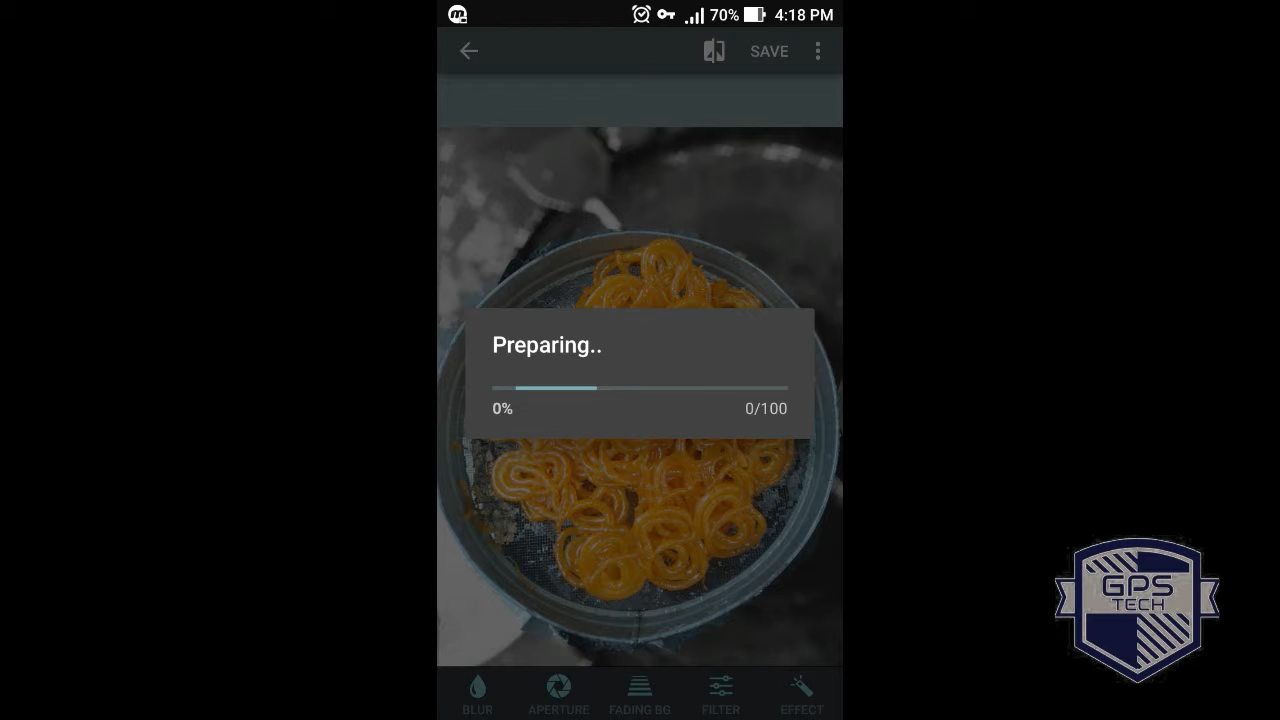 70% 4:18 PM
SAVE
Preparing..
0% 0/100
GPS
TECH
BLUR APERTURE FADING BG FILTER EFFECT